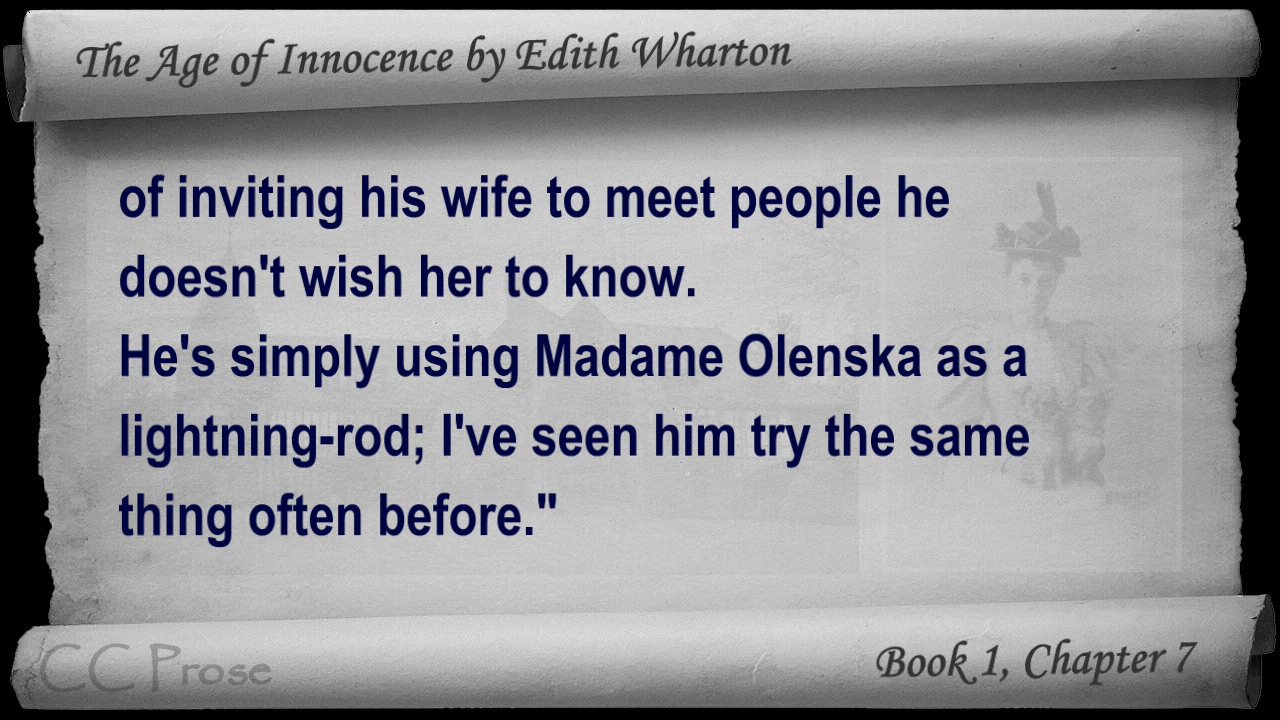 The Age of Innocence by Edith Wharton
of inviting his wife to meet people he
doesn't wish her to know.
He's simply using Madame Olenska as a
lightning-rod; I've seen him try the same
thing often before."
CC Prose
Book 1, Chapter 7